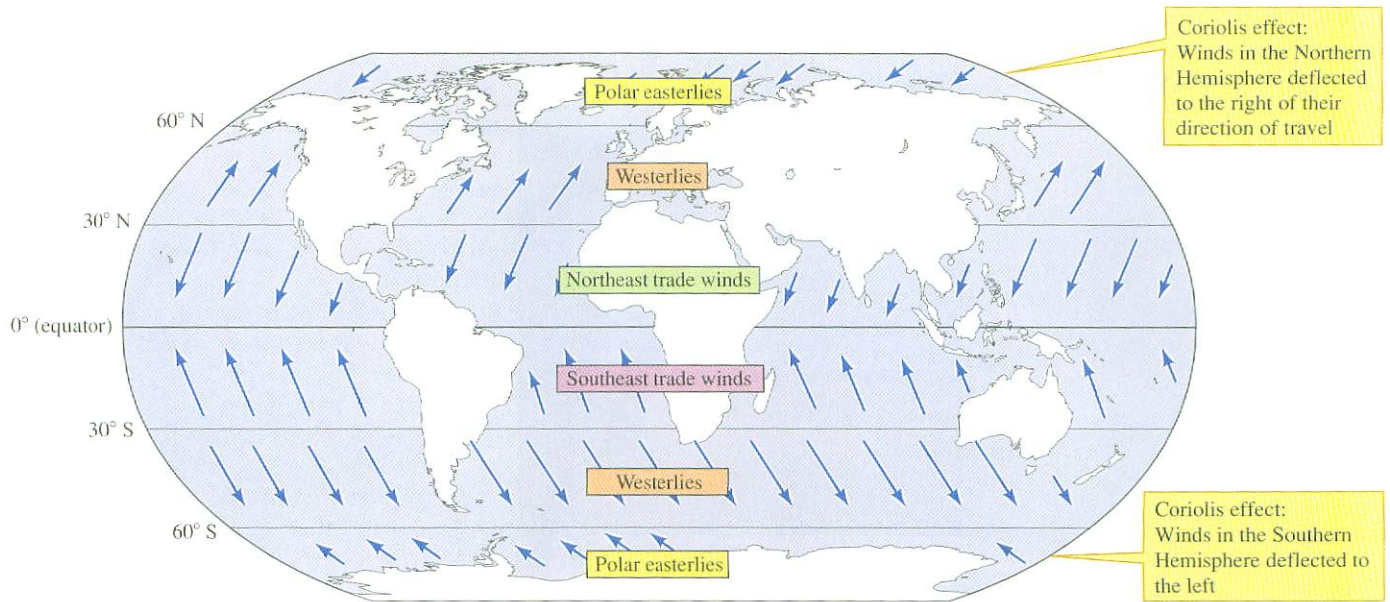 Coriolis effect:
Winds in the Northern
Hemisphere deflected
to the right of their
direction of travel
Polar easterlies
60° N
Westerlies
30° N
Northeast trade winds
0° (equator)
Southeast trade winds
30° S
Westerlies
60° S
Polar easterlies
Coriolis effect:
Winds in the Southern
Hemisphere deflected to
the left